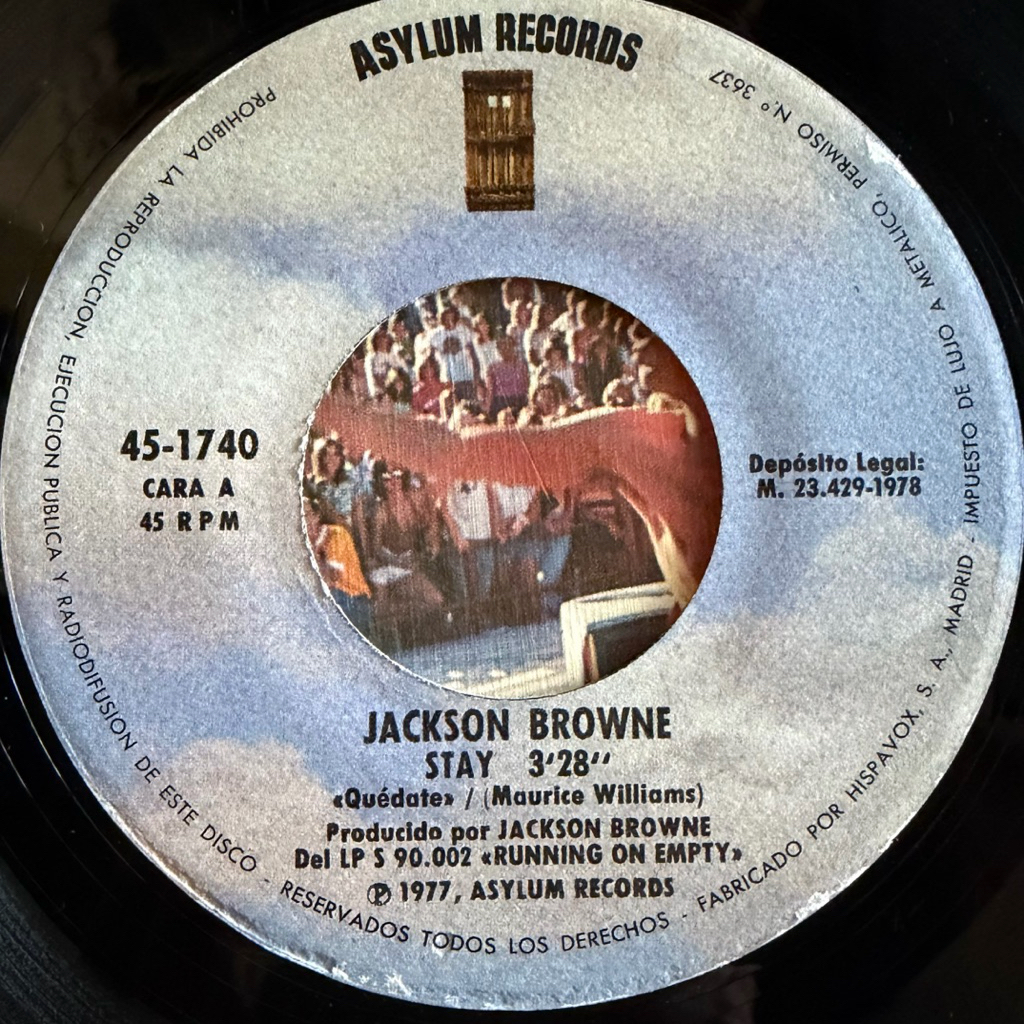 ASYLUM RECORDS
PROHIBIDA LA REPRODUCCION, EJECUCION PUBLICA Y RADIODIFUSION DE ESTE DISCO - RESERVADOS TODOS LOS DERECHOS - FABRICADO POR HISPAVOX, S. A., MADRID - IMPUESTO DE LUJO A METALICO, PERMISO N.º 3637
45-1740
CARA A
45 RPM
Depósito Legal:
M. 23.429-1978
JACKSON BROWNE
STAY 3'28''
«Quédate» / (Maurice Williams)
Producido por JACKSON BROWNE
Del LP S 90.002 «RUNNING ON EMPTY»
℗ 1977, ASYLUM RECORDS